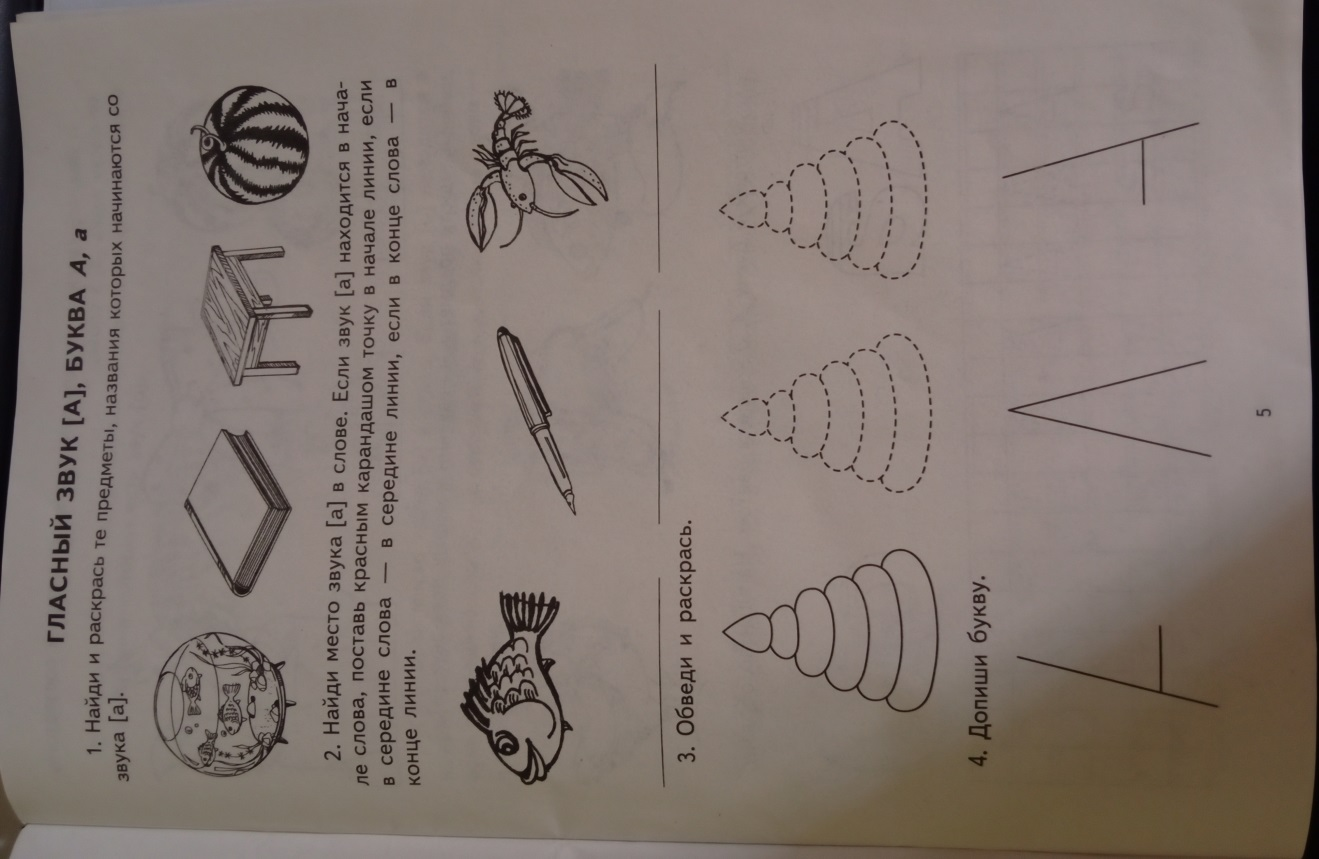 ГЛАСНЫЙ ЗВУК [А], БУКВА А, а
1. Найди и раскрась те предметы, названия которых начинаются со
звука [а].
2. Найди место звука [а] в слове. Если звук [а] находится в нача-
ле слова, поставь красным карандашом точку в начале линии, если
в середине слова — в середине линии, если в конце слова — в
конце линии.
3. Обведи и раскрась.
4. Допиши букву.
5